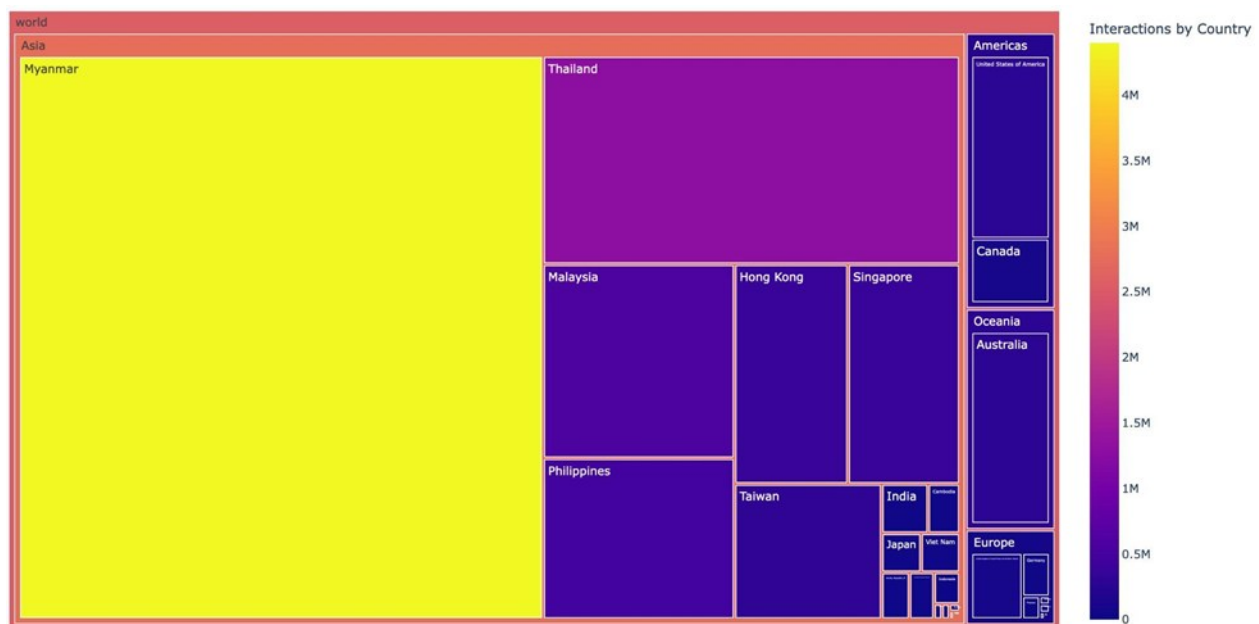 world
Asia
Myanmar
Thailand
Malaysia
Hong Kong
Singapore
Philippines
Taiwan
India
Cambodia
Japan
Viet Nam
Indonesia
Americas
United States of America
Canada
Oceania
Australia
Europe
Germany
Interactions by Country
4M
3.5M
3M
2.5M
2M
1.5M
1M
0.5M
0